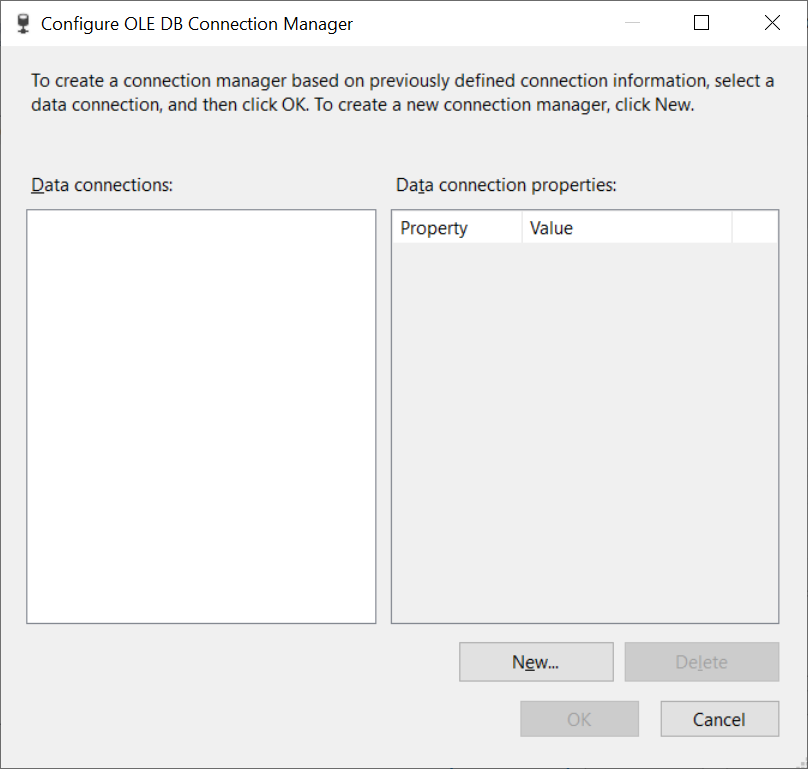 Configure OLE DB Connection Manager
To create a connection manager based on previously defined connection information, select a
data connection, and then click OK. To create a new connection manager, click New.
Data connections:
Data connection properties:
Property Value
New... Delete
OK Cancel